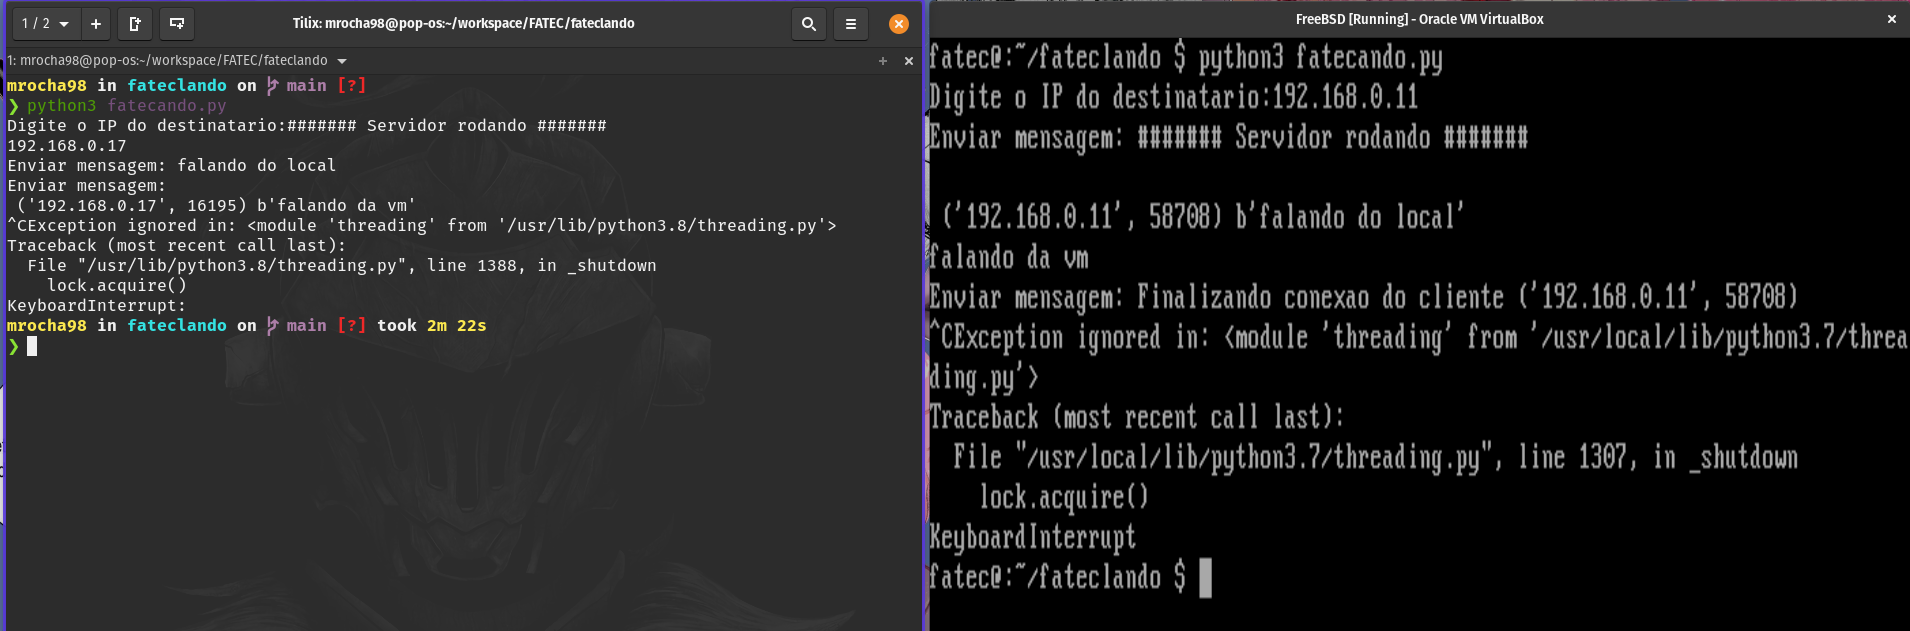 1 / 2
Tilix: mrocha98@pop-os:~/workspace/FATEC/fateclando
1: mrocha98@pop-os:~/workspace/FATEC/fateclando
mrocha98 in fateclando on main [?]
❯ python3 fatecando.py
Digite o IP do destinatario:####### Servidor rodando #######
192.168.0.17
Enviar mensagem: falando do local
Enviar mensagem:
('192.168.0.17', 16195) b'falando da vm'
^CException ignored in: <module 'threading' from '/usr/lib/python3.8/threading.py'>
Traceback (most recent call last):
File "/usr/lib/python3.8/threading.py", line 1388, in _shutdown
lock.acquire()
KeyboardInterrupt:
mrocha98 in fateclando on main [?] took 2m 22s
❯
FreeBSD [Running] - Oracle VM VirtualBox
fatec@:~/fateclando $ python3 fatecando.py
Digite o IP do destinatario:192.168.0.11
Enviar mensagem: ####### Servidor rodando #######
('192.168.0.11', 58708) b'falando do local'
falando da vm
Enviar mensagem: Finalizando conexao do cliente ('192.168.0.11', 58708)
^CException ignored in: <module 'threading' from '/usr/local/lib/python3.7/threa
ding.py'>
Traceback (most recent call last):
File "/usr/local/lib/python3.7/threading.py", line 1307, in _shutdown
lock.acquire()
KeyboardInterrupt
fatec@:~/fateclando $